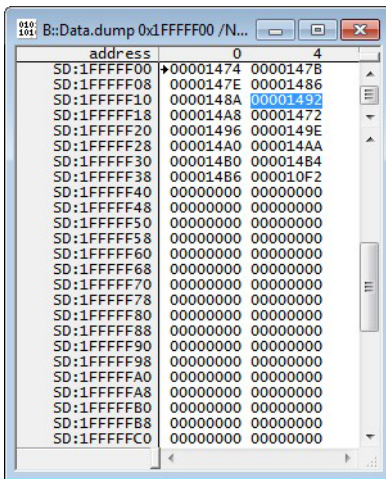 B::Data.dump 0x1FFFFF00 /N...
address 0 4
SD:1FFFFF00 00001474 0000147B
SD:1FFFFF08 0000147E 00001486
SD:1FFFFF10 0000148A 00001492
SD:1FFFFF18 000014A8 00001472
SD:1FFFFF20 00001496 0000149E
SD:1FFFFF28 000014A0 000014AA
SD:1FFFFF30 000014B0 000014B4
SD:1FFFFF38 000014B6 000010F2
SD:1FFFFF40 00000000 00000000
SD:1FFFFF48 00000000 00000000
SD:1FFFFF50 00000000 00000000
SD:1FFFFF58 00000000 00000000
SD:1FFFFF60 00000000 00000000
SD:1FFFFF68 00000000 00000000
SD:1FFFFF70 00000000 00000000
SD:1FFFFF78 00000000 00000000
SD:1FFFFF80 00000000 00000000
SD:1FFFFF88 00000000 00000000
SD:1FFFFF90 00000000 00000000
SD:1FFFFF98 00000000 00000000
SD:1FFFFFA0 00000000 00000000
SD:1FFFFFA8 00000000 00000000
SD:1FFFFFB0 00000000 00000000
SD:1FFFFFB8 00000000 00000000
SD:1FFFFFC0 00000000 00000000